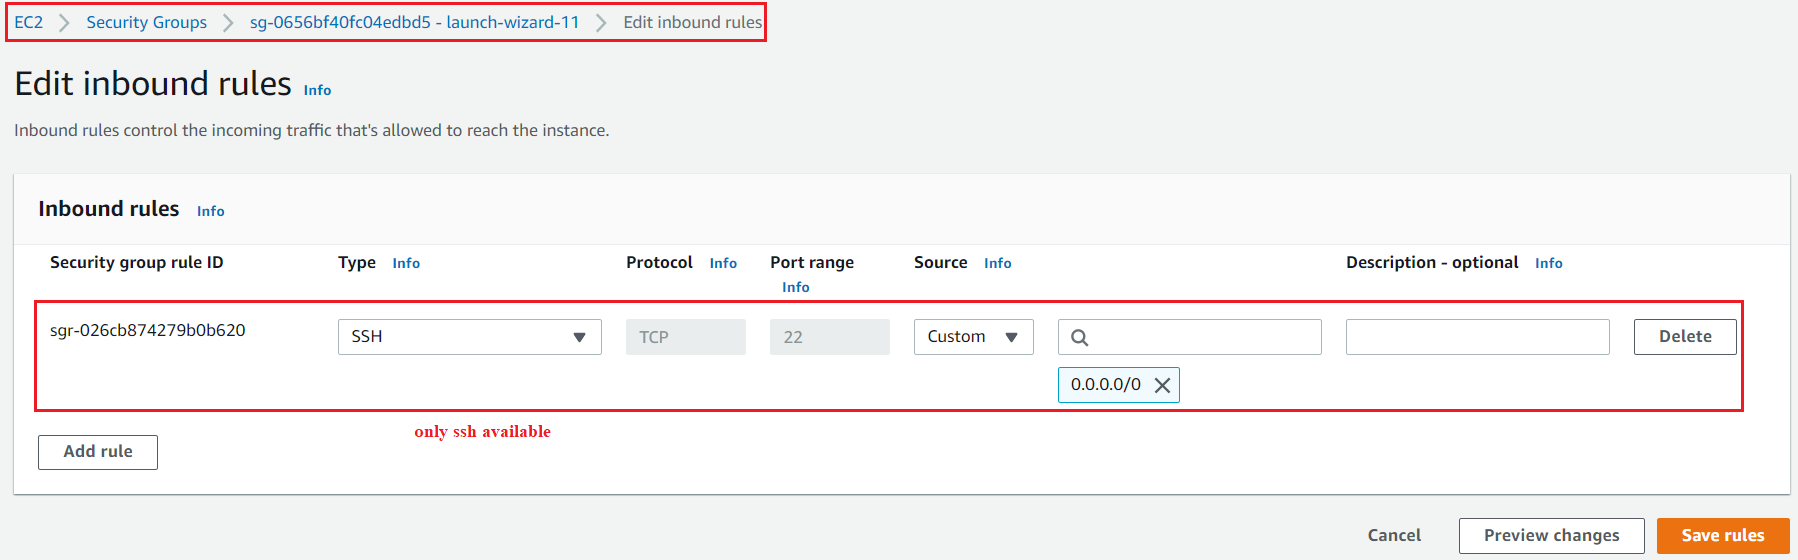 EC2 > Security Groups > sg-0656bf40fc04edbd5 - launch-wizard-11 > Edit inbound rules
Edit inbound rules Info
Inbound rules control the incoming traffic that's allowed to reach the instance.
Inbound rules Info
Security group rule ID Type Info Protocol Info Port range Info Source Info Description - optional Info
sgr-026cb874279b0b620 SSH TCP 22 Custom Delete
0.0.0.0/0
only ssh available
Add rule
Cancel Preview changes Save rules